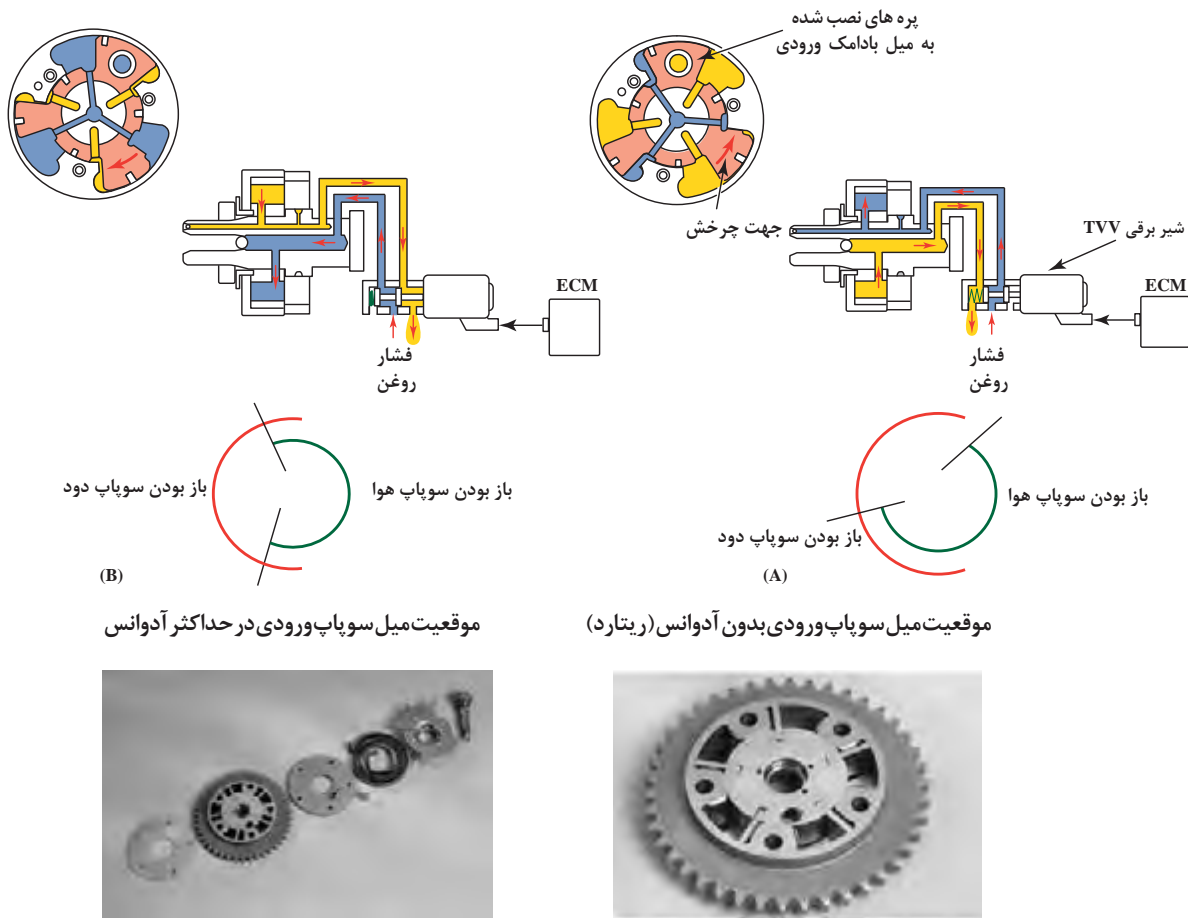 پره های نصب شده
به میل بادامک ورودی
جهت چرخش
شیر برقی TVV
ECM
فشار
روغن
ECM
فشار
روغن
باز بودن سوپاپ هوا
باز بودن سوپاپ دود
(A)
باز بودن سوپاپ هوا
باز بودن سوپاپ دود
(B)
موقعیت میل سوپاپ ورودی بدون آدوانس (ریتارد)
موقعیت میل سوپاپ ورودی در حداکثر آدوانس